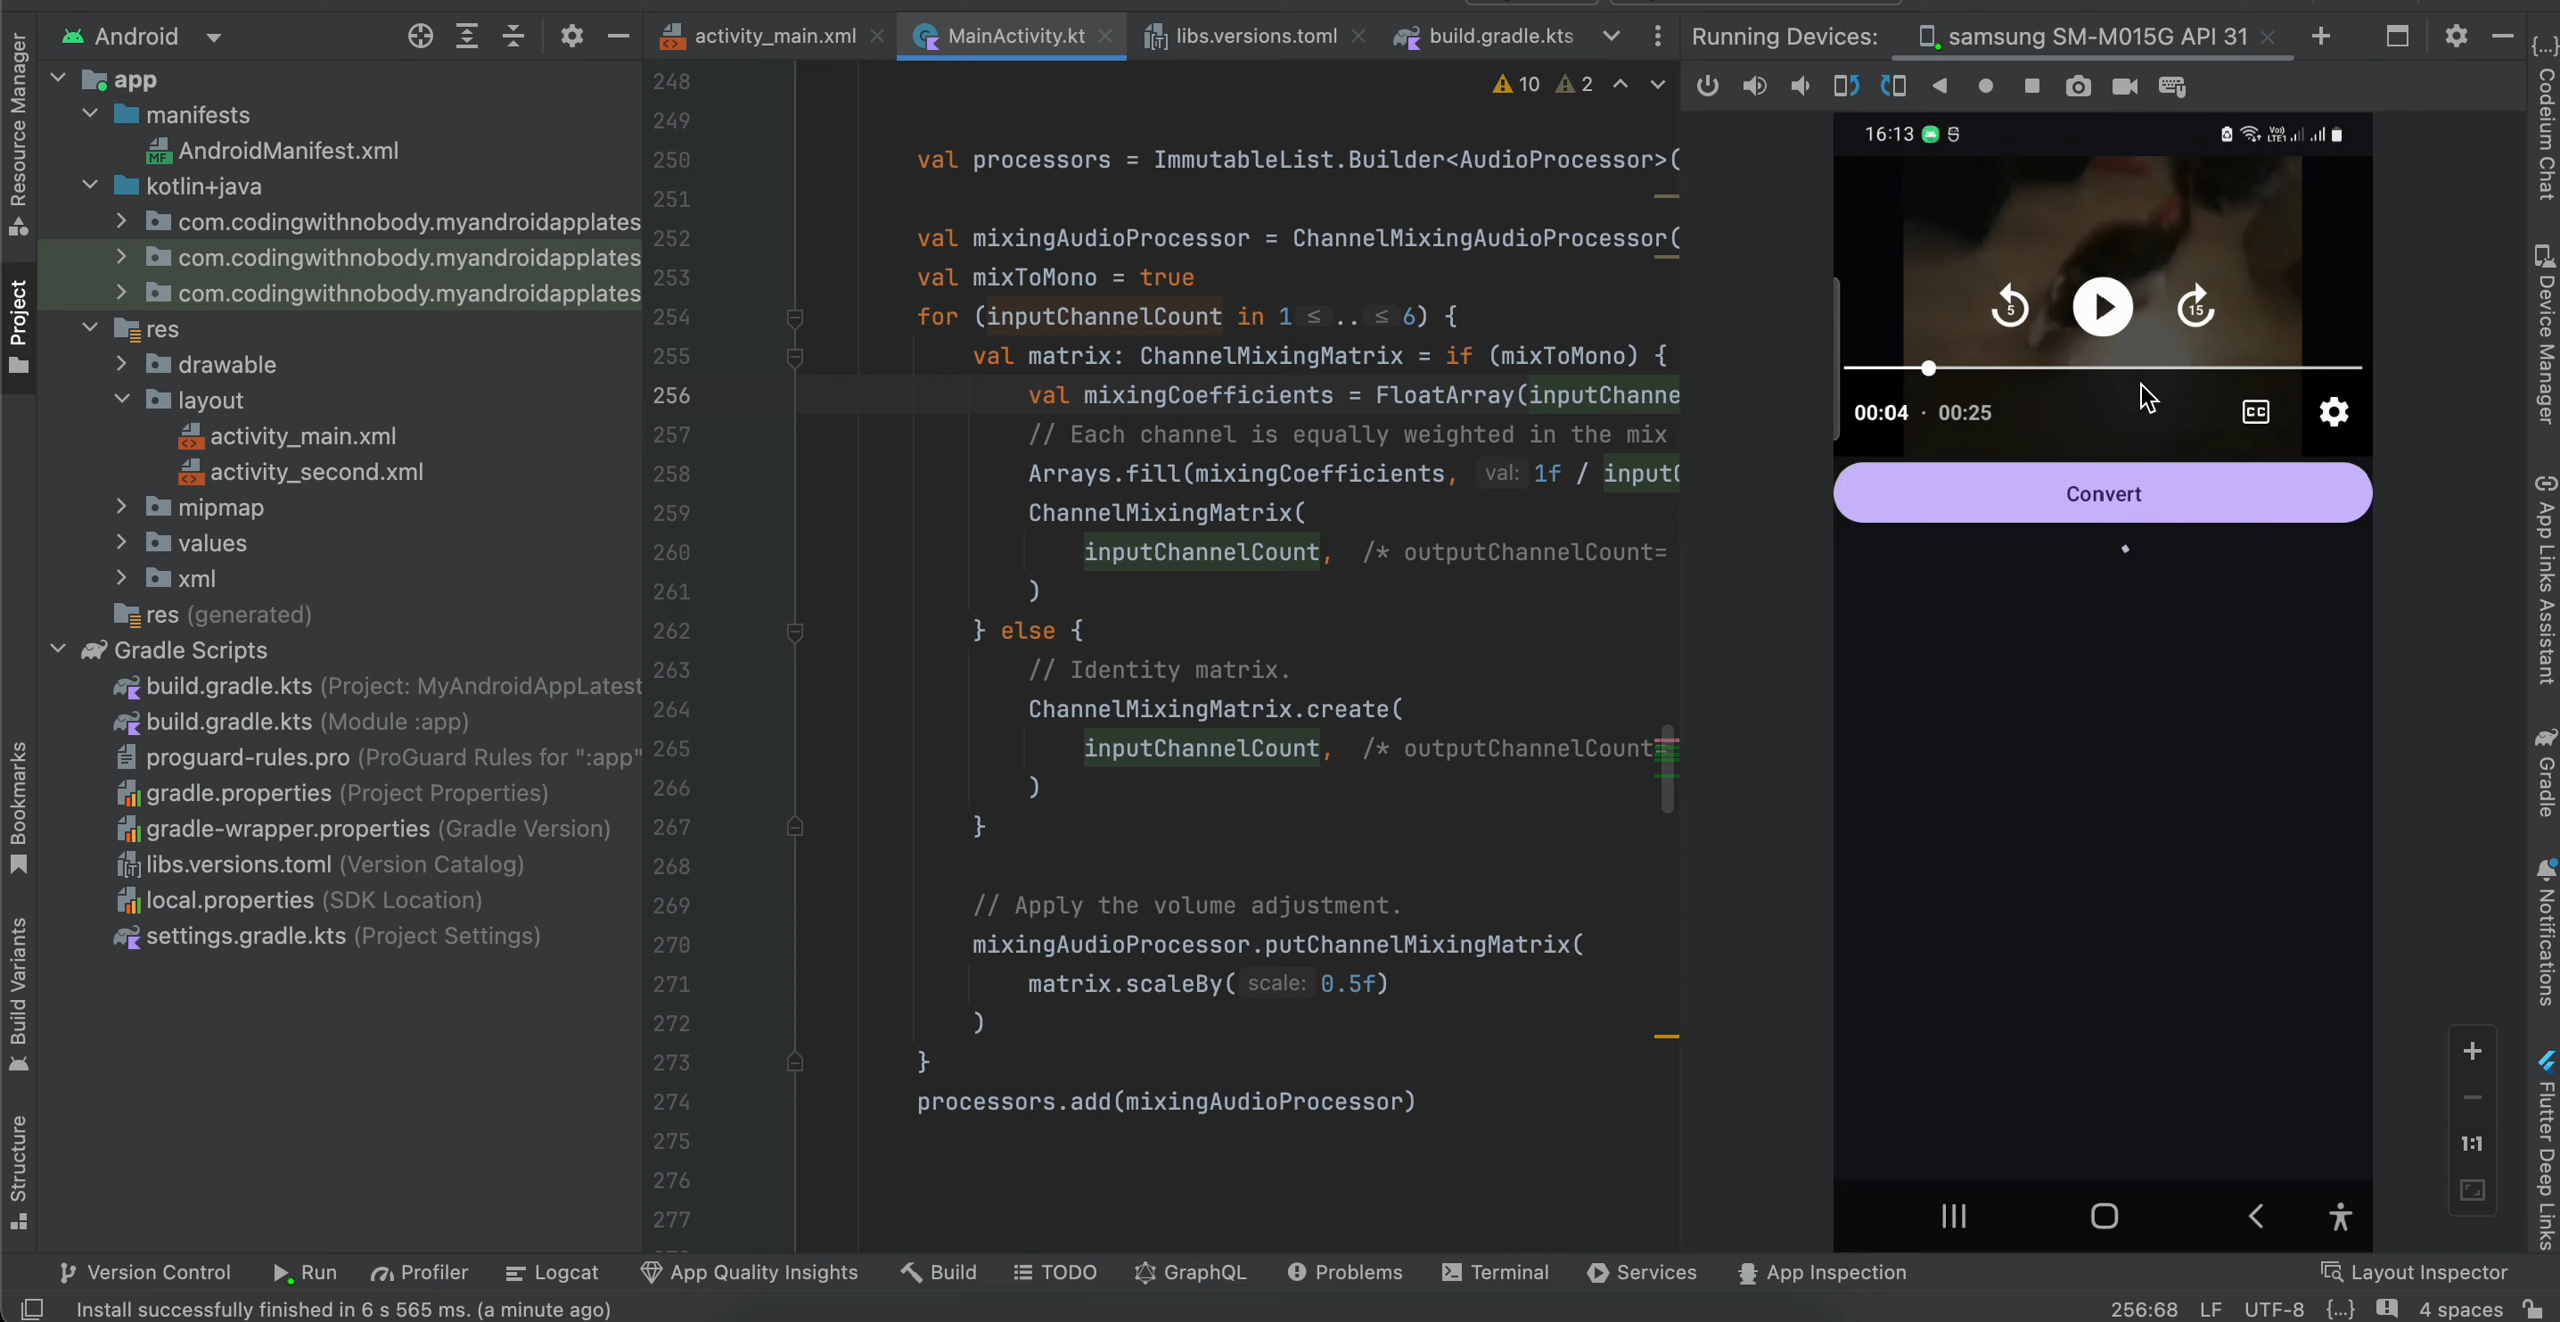 Android
activity_main.xml
MainActivity.kt
libs.versions.toml
build.gradle.kts
Running Devices:
samsung SM-M015G API 31
Resource Manager
Project
Bookmarks
Build Variants
Structure
app
manifests
AndroidManifest.xml
kotlin+java
com.codingwithnobody.myandroidapplates
com.codingwithnobody.myandroidapplates
com.codingwithnobody.myandroidapplates
res
drawable
layout
activity_main.xml
activity_second.xml
mipmap
values
xml
res (generated)
Gradle Scripts
build.gradle.kts (Project: MyAndroidAppLatest
build.gradle.kts (Module :app)
proguard-rules.pro (ProGuard Rules for ":app"
gradle.properties (Project Properties)
gradle-wrapper.properties (Gradle Version)
libs.versions.toml (Version Catalog)
local.properties (SDK Location)
settings.gradle.kts (Project Settings)
10 2
248
249
250 val processors = ImmutableList.Builder<AudioProcessor>(
251
252 val mixingAudioProcessor = ChannelMixingAudioProcessor(
253 val mixToMono = true
254 for (inputChannelCount in 1 ≤ .. ≤ 6) {
255 val matrix: ChannelMixingMatrix = if (mixToMono) {
256 val mixingCoefficients = FloatArray(inputChanne
257 // Each channel is equally weighted in the mix
258 Arrays.fill(mixingCoefficients, val: 1f / inputC
259 ChannelMixingMatrix(
260 inputChannelCount, /* outputChannelCount=
261 )
262 } else {
263 // Identity matrix.
264 ChannelMixingMatrix.create(
265 inputChannelCount, /* outputChannelCount=
266 )
267 }
268
269 // Apply the volume adjustment.
270 mixingAudioProcessor.putChannelMixingMatrix(
271 matrix.scaleBy( scale: 0.5f)
272 )
273 }
274 processors.add(mixingAudioProcessor)
275
276
277
16:13
5
15
00:04 · 00:25
CC
Convert
1:1
{...} Codeium Chat
Device Manager
App Links Assistant
Gradle
Notifications
Flutter Deep Links
Version Control
Run
Profiler
Logcat
App Quality Insights
Build
TODO
GraphQL
Problems
Terminal
Services
App Inspection
Layout Inspector
Install successfully finished in 6 s 565 ms. (a minute ago)
256:68 LF UTF-8 {...} 4 spaces